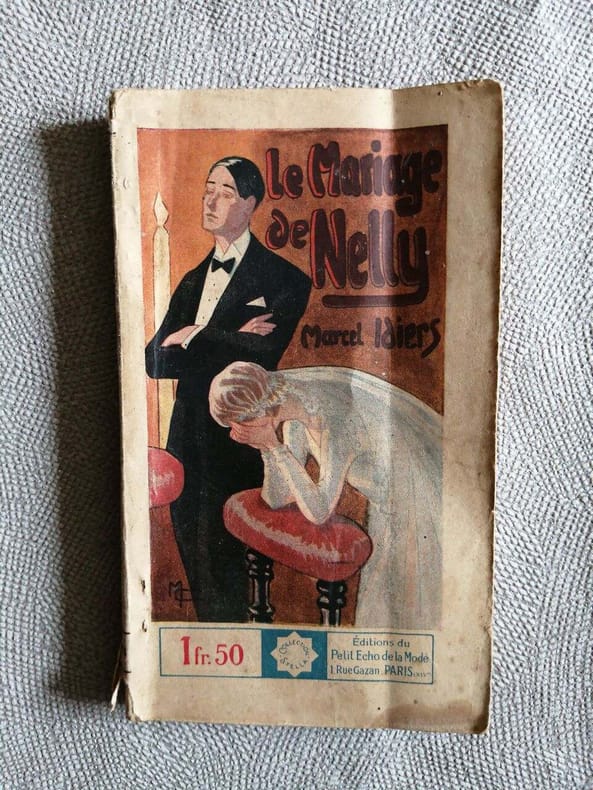 Le Mariage
de Nelly
Marcel Idiers
1 fr. 50
COLLECTION
STELLA
Éditions du
Petit Echo de la Mode
1, Rue Gazan, PARIS (XIVe)